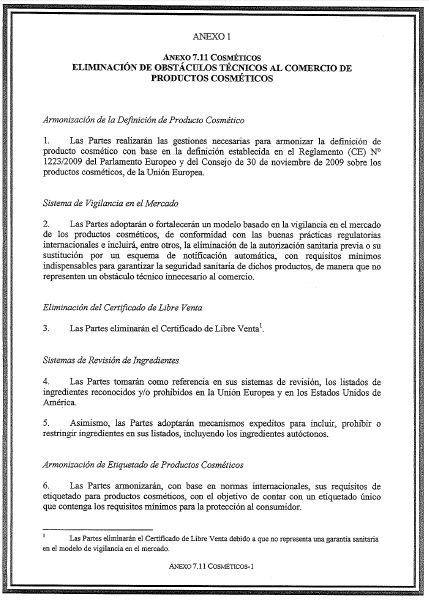 ANEXO 1
ANEXO 7.11 COSMÉTICOS
ELIMINACIÓN DE OBSTÁCULOS TÉCNICOS AL COMERCIO DE
PRODUCTOS COSMÉTICOS
Armonización de la Definición de Producto Cosmético
1. Las Partes realizarán las gestiones necesarias para armonizar la definición de
producto cosmético con base en la definición establecida en el Reglamento (CE) N°
1223/2009 del Parlamento Europeo y del Consejo de 30 de noviembre de 2009 sobre los
productos cosméticos, de la Unión Europea.
Sistema de Vigilancia en el Mercado
2. Las Partes adoptarán o fortalecerán un modelo basado en la vigilancia en el mercado
de los productos cosméticos, de conformidad con las buenas prácticas regulatorias
internacionales e incluirá, entre otros, la eliminación de la autorización sanitaria previa o su
sustitución por un esquema de notificación automática, con requisitos mínimos
indispensables para garantizar la seguridad sanitaria de dichos productos, de manera que no
representen un obstáculo técnico innecesario al comercio.
Eliminación del Certificado de Libre Venta
3. Las Partes eliminarán el Certificado de Libre Venta¹.
Sistemas de Revisión de Ingredientes
4. Las Partes tomarán como referencia en sus sistemas de revisión, los listados de
ingredientes reconocidos y/o prohibidos en la Unión Europea y en los Estados Unidos de
América.
5. Asimismo, las Partes adoptarán mecanismos expeditos para incluir, prohibir o
restringir ingredientes en sus listados, incluyendo los ingredientes autóctonos.
Armonización de Etiquetado de Productos Cosméticos
6. Las Partes armonizarán, con base en normas internacionales, sus requisitos de
etiquetado para productos cosméticos, con el objetivo de contar con un etiquetado único
que contenga los requisitos mínimos para la protección al consumidor.
¹ Las Partes eliminarán el Certificado de Libre Venta debido a que no representa una garantía sanitaria
en el modelo de vigilancia en el mercado.
ANEXO 7.11 COSMÉTICOS-1